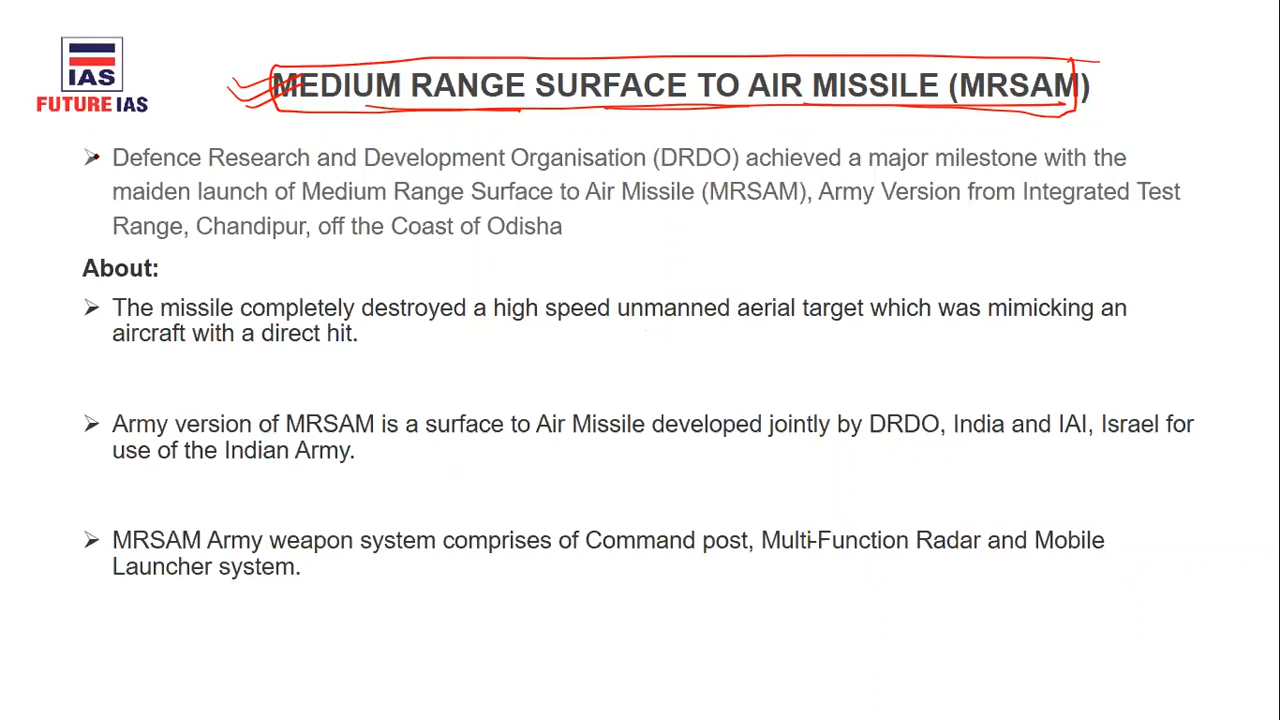 IAS
FUTURE IAS
MEDIUM RANGE SURFACE TO AIR MISSILE (MRSAM)
Defence Research and Development Organisation (DRDO) achieved a major milestone with the
maiden launch of Medium Range Surface to Air Missile (MRSAM), Army Version from Integrated Test
Range, Chandipur, off the Coast of Odisha
About:
The missile completely destroyed a high speed unmanned aerial target which was mimicking an
aircraft with a direct hit.
Army version of MRSAM is a surface to Air Missile developed jointly by DRDO, India and IAI, Israel for
use of the Indian Army.
MRSAM Army weapon system comprises of Command post, Multi-Function Radar and Mobile
Launcher system.